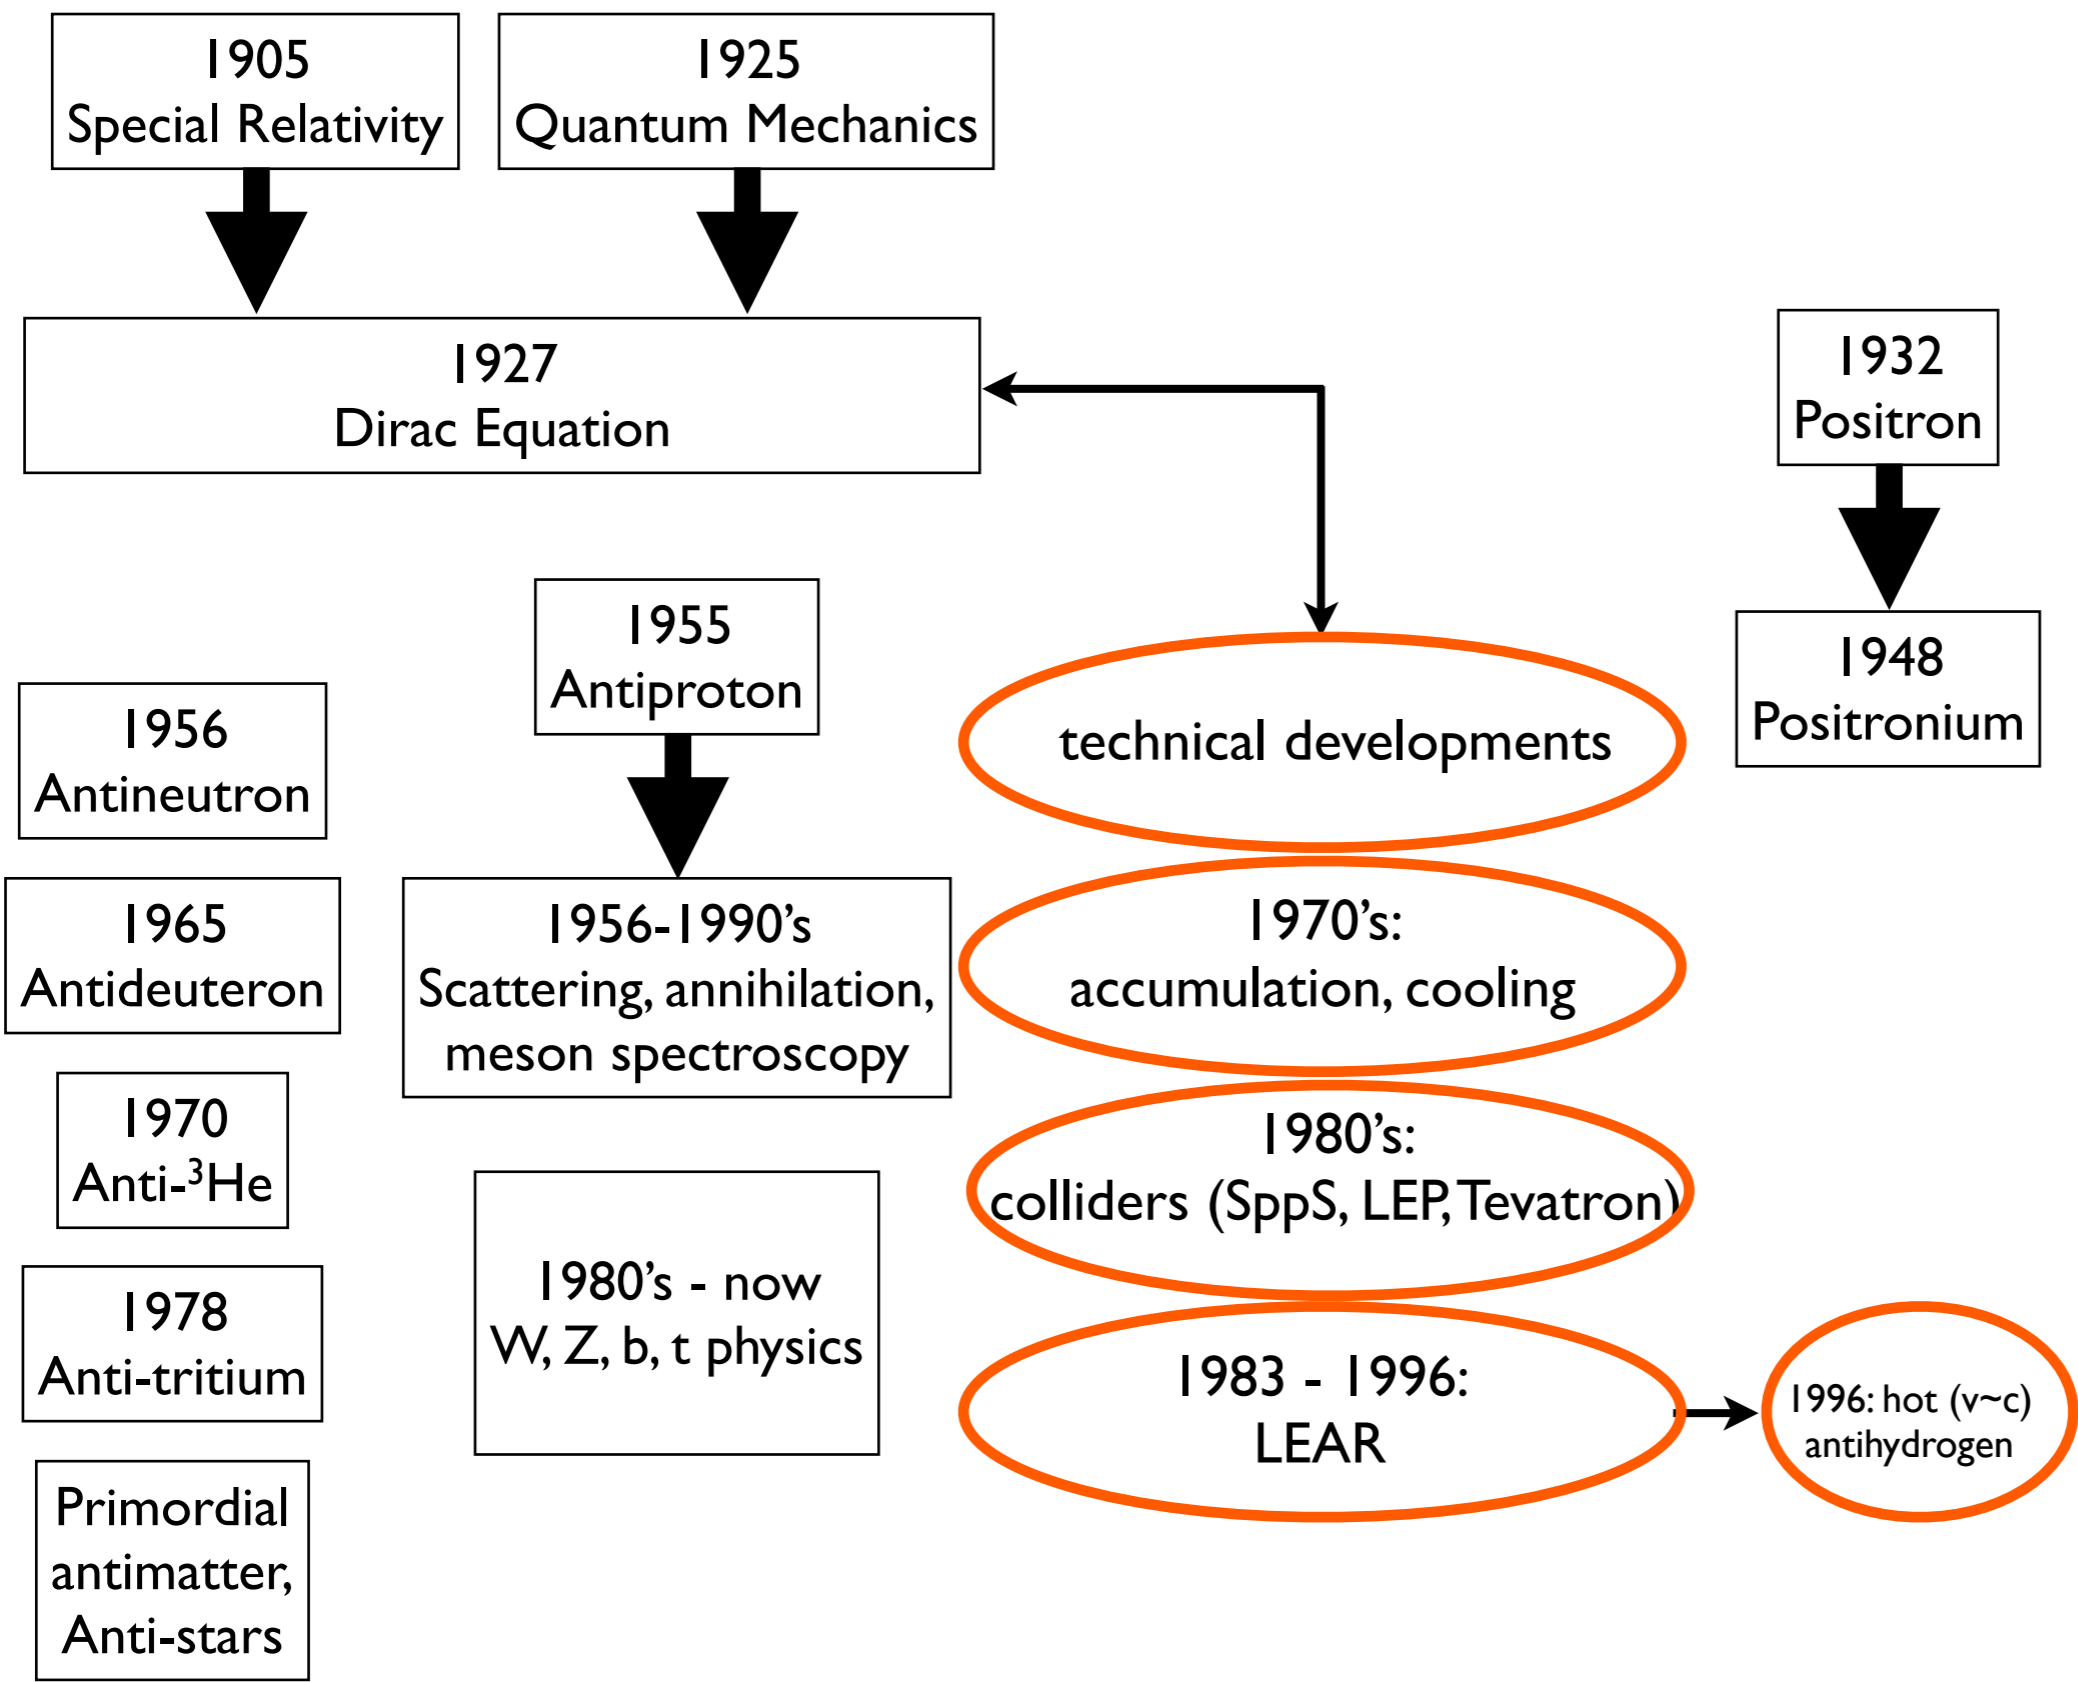 1905
Special Relativity
1925
Quantum Mechanics
1927
Dirac Equation
1932
Positron
1948
Positronium
1955
Antiproton
1956
Antineutron
1965
Antideuteron
1970
Anti-³He
1978
Anti-tritium
Primordial
antimatter,
Anti-stars
1956-1990’s
Scattering, annihilation,
meson spectroscopy
1980’s - now
W, Z, b, t physics
technical developments
1970’s:
accumulation, cooling
1980’s:
colliders (SppS, LEP, Tevatron)
1983 - 1996:
LEAR
1996: hot (v~c)
antihydrogen